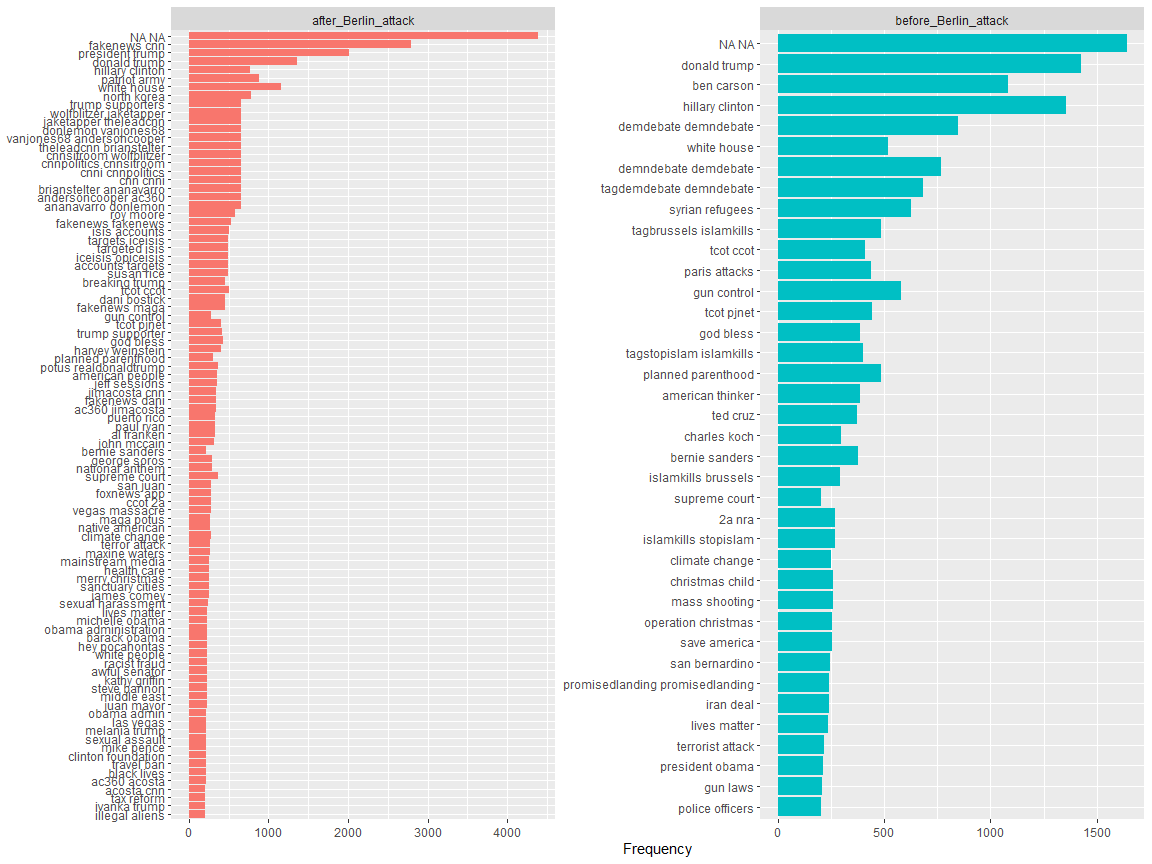 after_Berlin_attack
NA NA
fakenews cnn
president trump
donald trump
hillary clinton
patriot army
white house
north korea
trump supporters
wolfblitzer jaketapper
jaketapper theleadcnn
donlemon vanjones68
vanjones68 andersoncooper
theleadcnn brianstelter
cnnsitroom wolfblitzer
cnnpolitics cnnsitroom
cnni cnnpolitics
cnn cnni
brianstelter ananavarro
andersoncooper ac360
ananavarro donlemon
roy moore
fakenews fakenews
isis accounts
targets iceisis
targeted isis
iceisis opiceisis
accounts targets
susan rice
breaking trump
tcot ccot
dani bostick
fakenews maga
gun control
tcot pjnet
trump supporter
god bless
harvey weinstein
planned parenthood
potus realdonaldtrump
american people
jeff sessions
jimacosta cnn
fakenews dani
ac360 jimacosta
puerto rico
paul ryan
al franken
john mccain
bernie sanders
george soros
national anthem
supreme court
san juan
foxnews app
ccot 2a
vegas massacre
maga potus
native american
climate change
terror attack
maxine waters
mainstream media
health care
merry christmas
sanctuary cities
james comey
sexual harassment
lives matter
michelle obama
obama administration
barack obama
hey pocahontas
white people
racist fraud
awful senator
kathy griffin
steve bannon
middle east
juan mayor
obama admin
las vegas
melania trump
sexual assault
mike pence
clinton foundation
travel ban
black lives
ac360 acosta
acosta cnn
tax reform
ivanka trump
illegal aliens
0 1000 2000 3000 4000
before_Berlin_attack
NA NA
donald trump
ben carson
hillary clinton
demdebate demndebate
white house
demndebate demdebate
tagdemdebate demndebate
syrian refugees
tagbrussels islamkills
tcot ccot
paris attacks
gun control
tcot pjnet
god bless
tagstopislam islamkills
planned parenthood
american thinker
ted cruz
charles koch
bernie sanders
islamkills brussels
supreme court
2a nra
islamkills stopislam
climate change
christmas child
mass shooting
operation christmas
save america
san bernardino
promisedlanding promisedlanding
iran deal
lives matter
terrorist attack
president obama
gun laws
police officers
0 500 1000 1500
Frequency